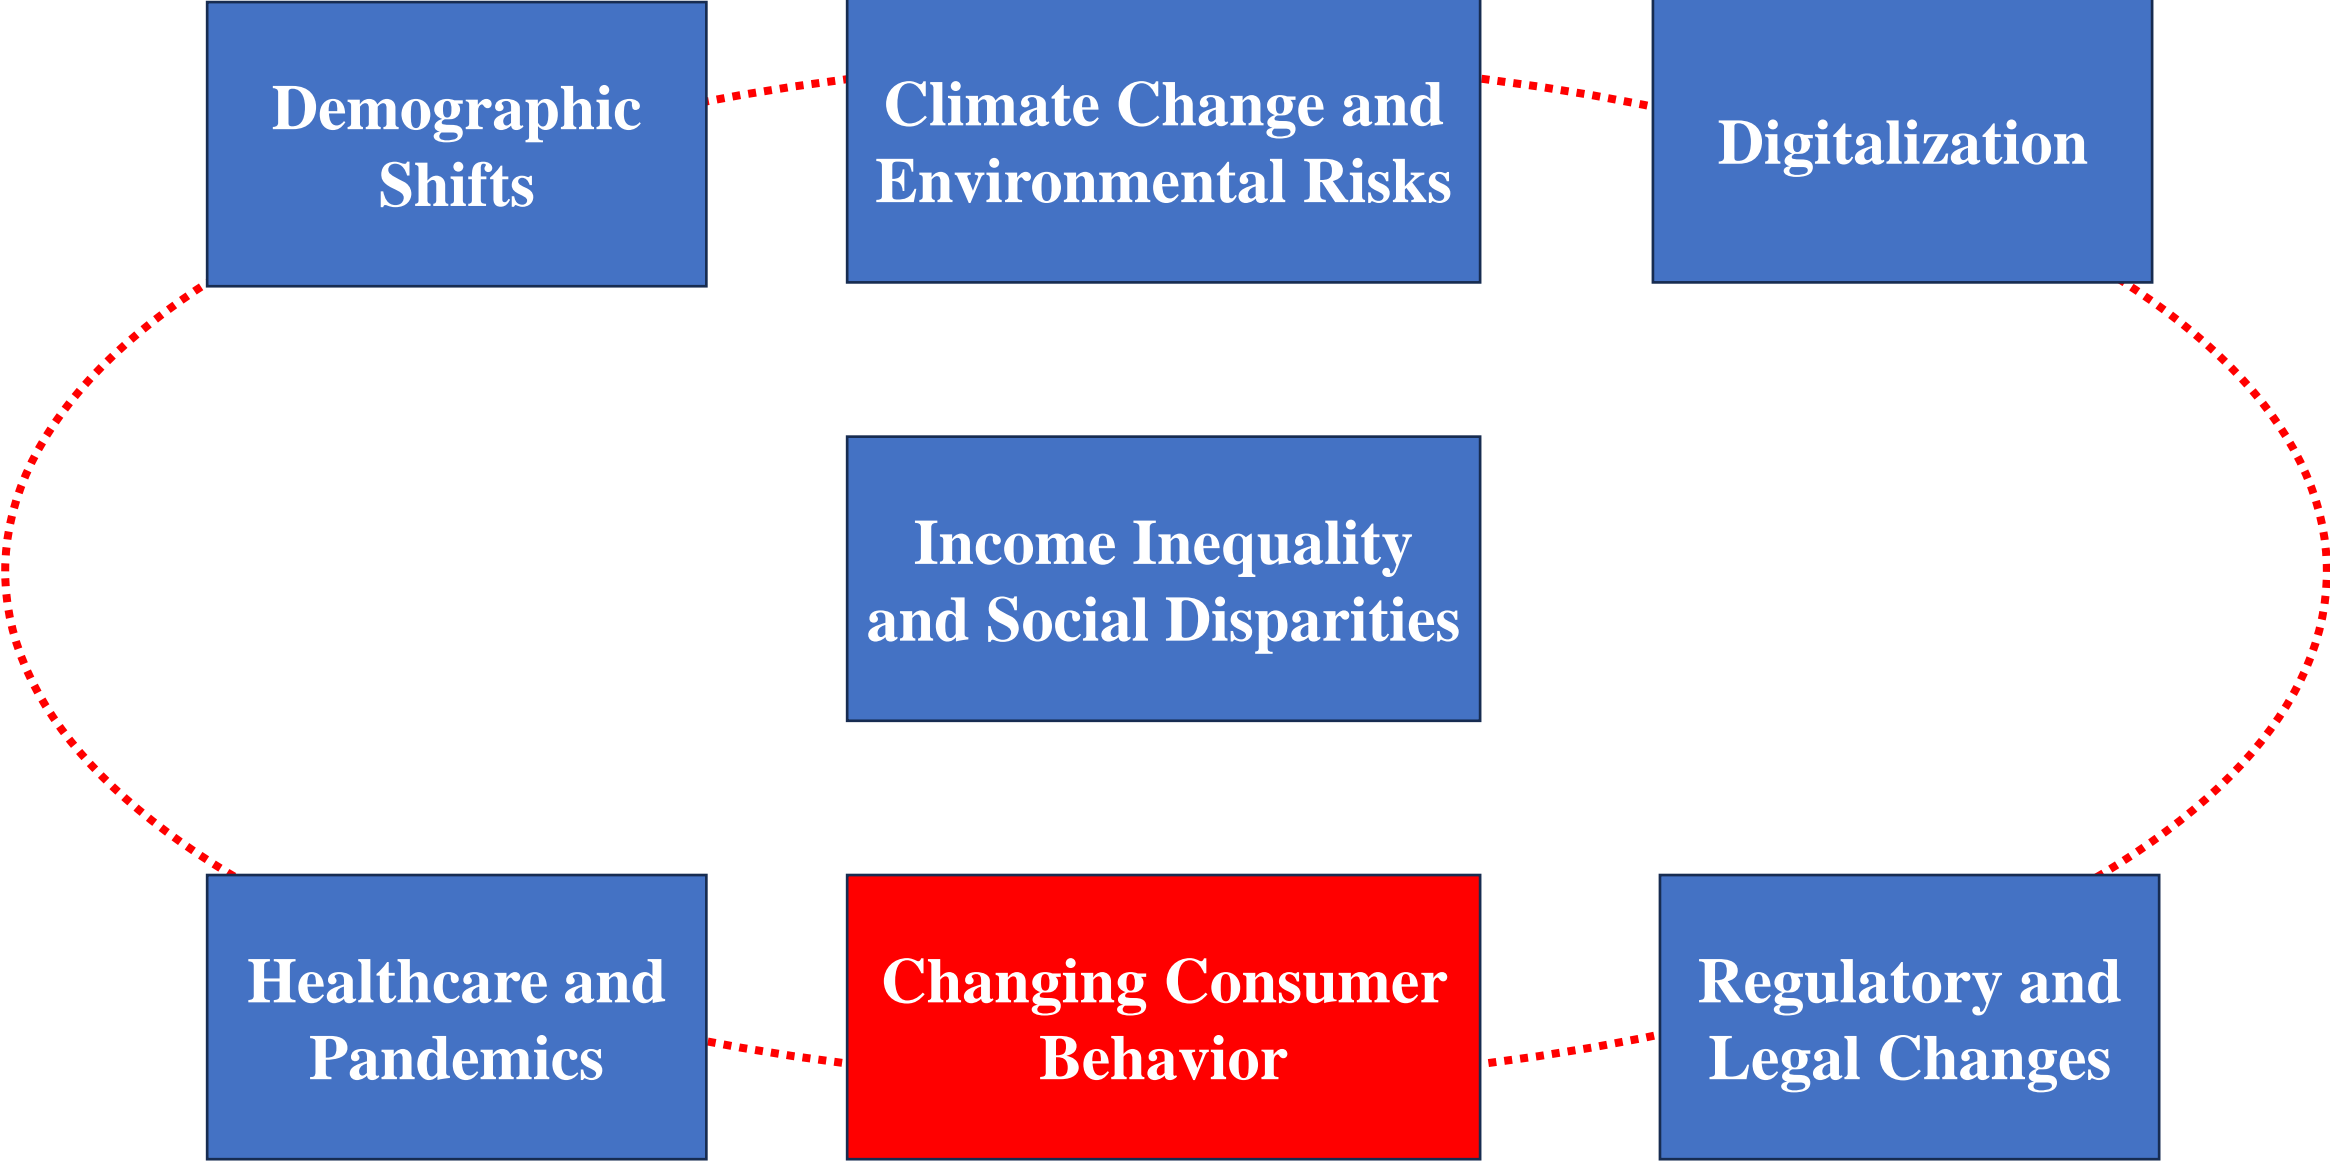 Demographic
Shifts
Climate Change and
Environmental Risks
Digitalization
Income Inequality
and Social Disparities
Healthcare and
Pandemics
Changing Consumer
Behavior
Regulatory and
Legal Changes